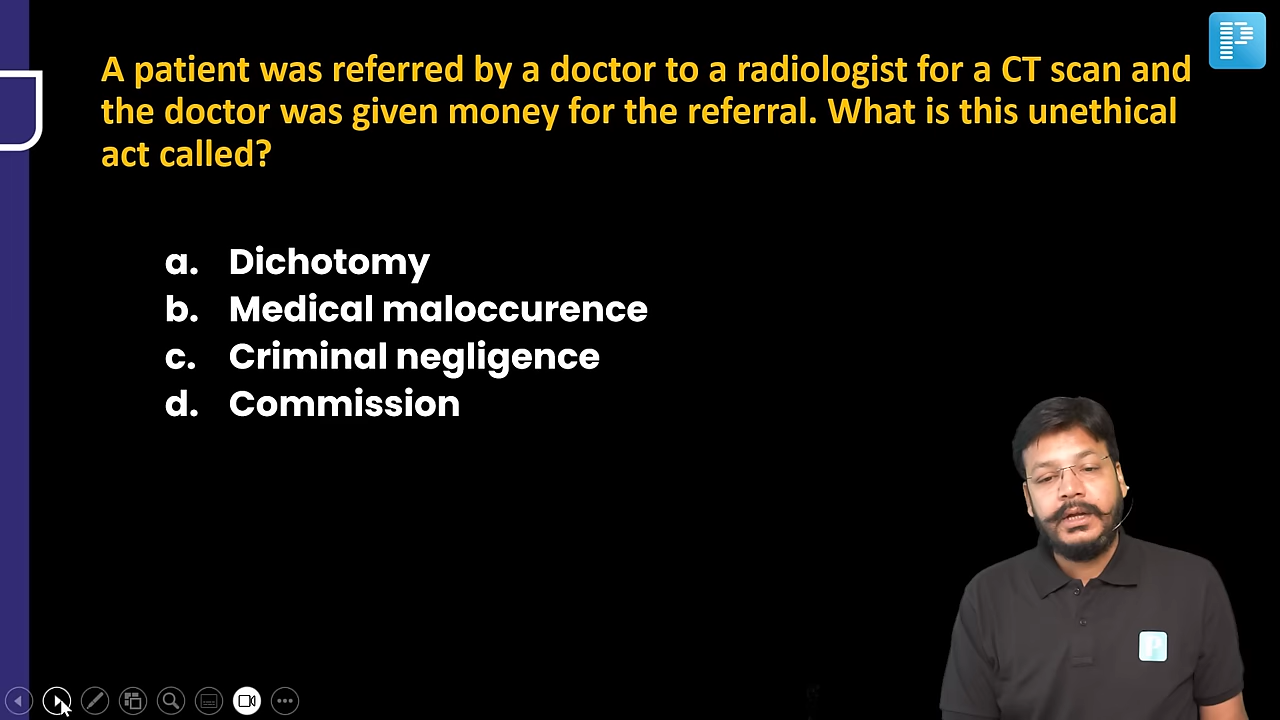 A patient was referred by a doctor to a radiologist for a CT scan and
the doctor was given money for the referral. What is this unethical
act called?
a. Dichotomy
b. Medical maloccurence
c. Criminal negligence
d. Commission